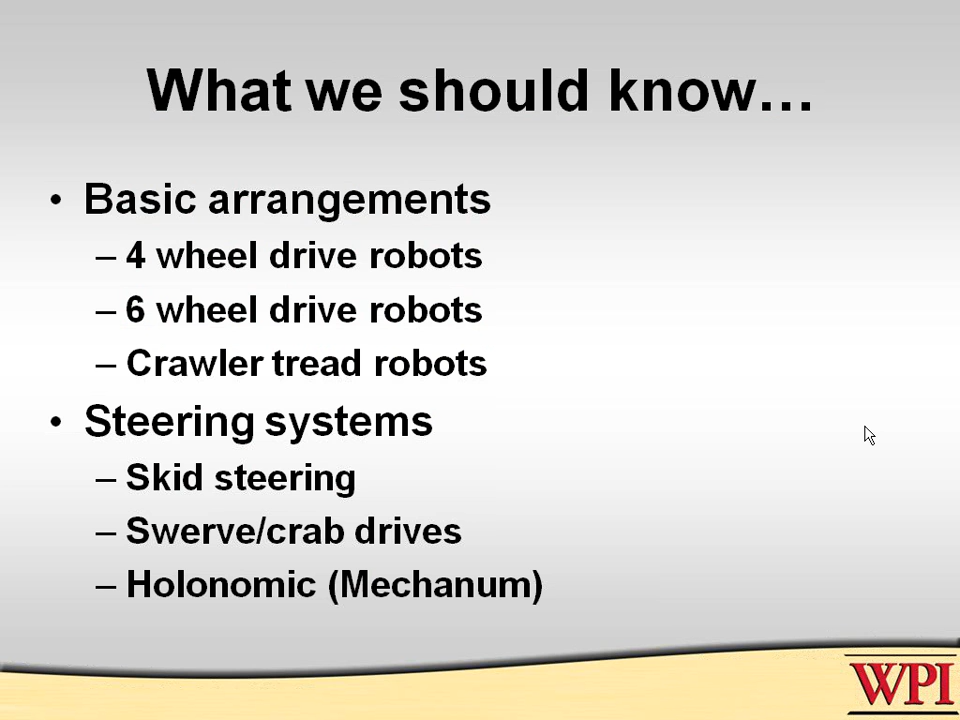 What we should know…
• Basic arrangements
– 4 wheel drive robots
– 6 wheel drive robots
– Crawler tread robots
• Steering systems
– Skid steering
– Swerve/crab drives
– Holonomic (Mechanum)
WPI